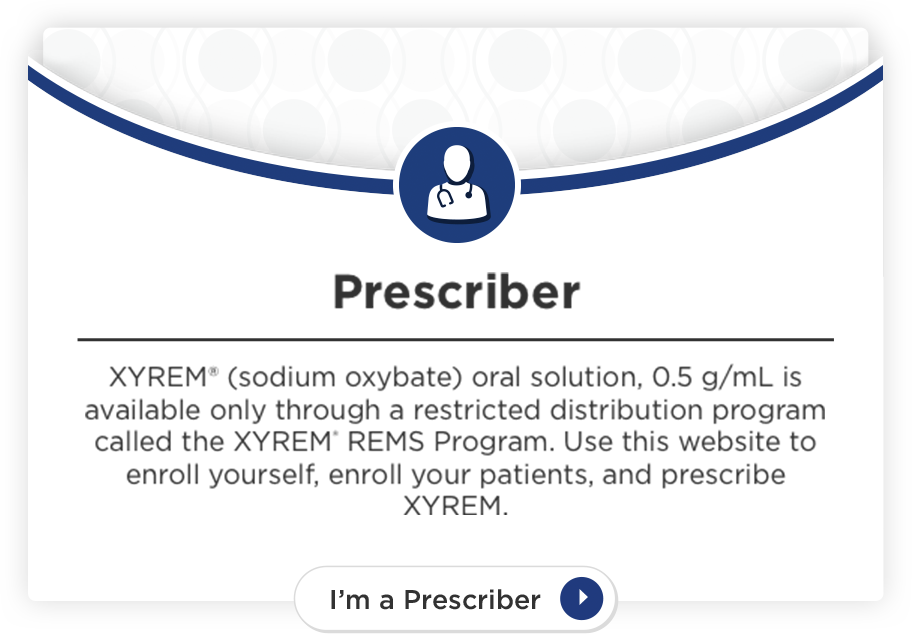 Prescriber
XYREM® (sodium oxybate) oral solution, 0.5 g/mL is
available only through a restricted distribution program
called the XYREM® REMS Program. Use this website to
enroll yourself, enroll your patients, and prescribe
XYREM.
I’m a Prescriber